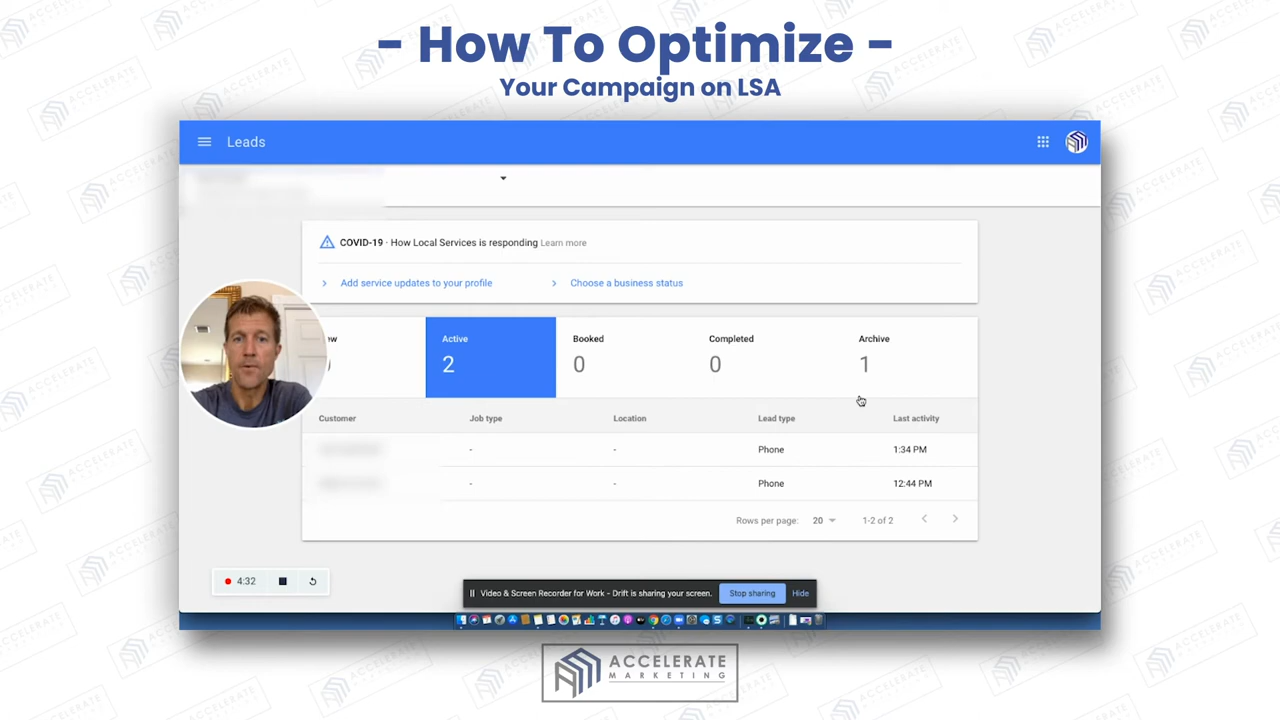 - How To Optimize -
Your Campaign on LSA
Leads
COVID-19 · How Local Services is responding Learn more
Add service updates to your profile
Choose a business status
Active
Booked
Completed
Archive
2
0
0
1
Customer
Job type
Location
Lead type
Last activity
-
-
Phone
1:34 PM
-
-
Phone
12:44 PM
Rows per page:
20
1-2 of 2
4:32
Video & Screen Recorder for Work - Drift is sharing your screen.
Stop sharing
Hide
ACCELERATE
MARKETING